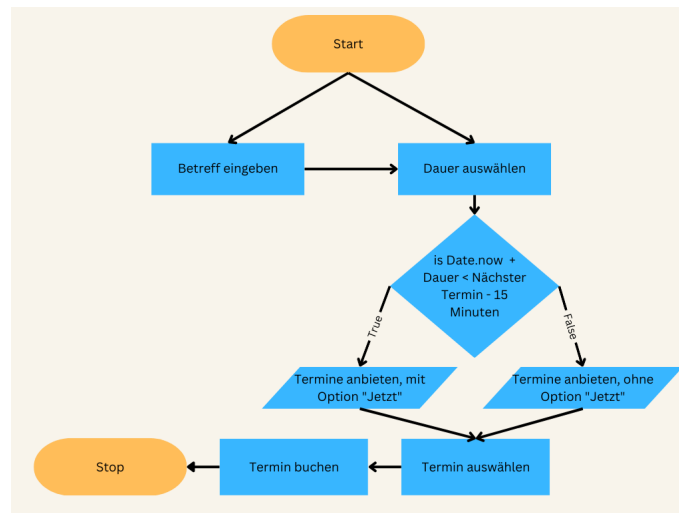 Start
Betreff eingeben
Dauer auswählen
is Date.now +
Dauer < Nächster
Termin - 15
Minuten
True
False
Termine anbieten, mit
Option "Jetzt"
Termine anbieten, ohne
Option "Jetzt"
Stop
Termin buchen
Termin auswählen